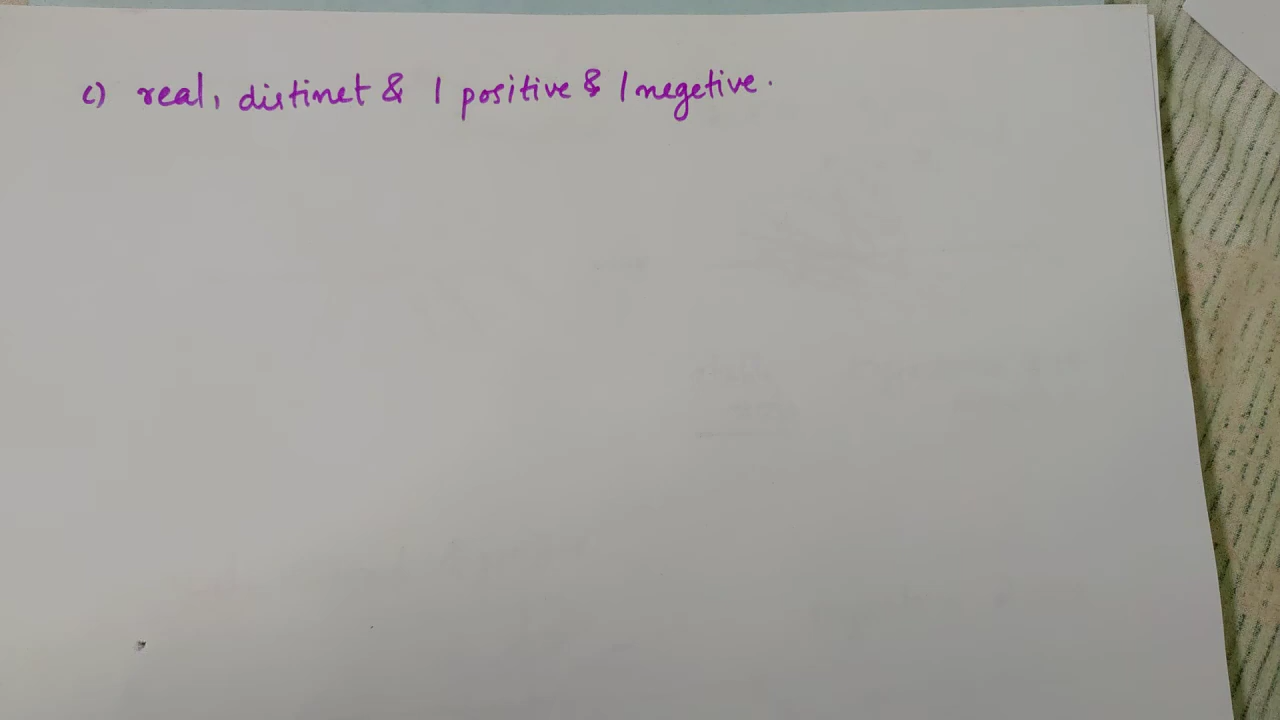 c) real, distinct & 1 positive & 1 negetive.